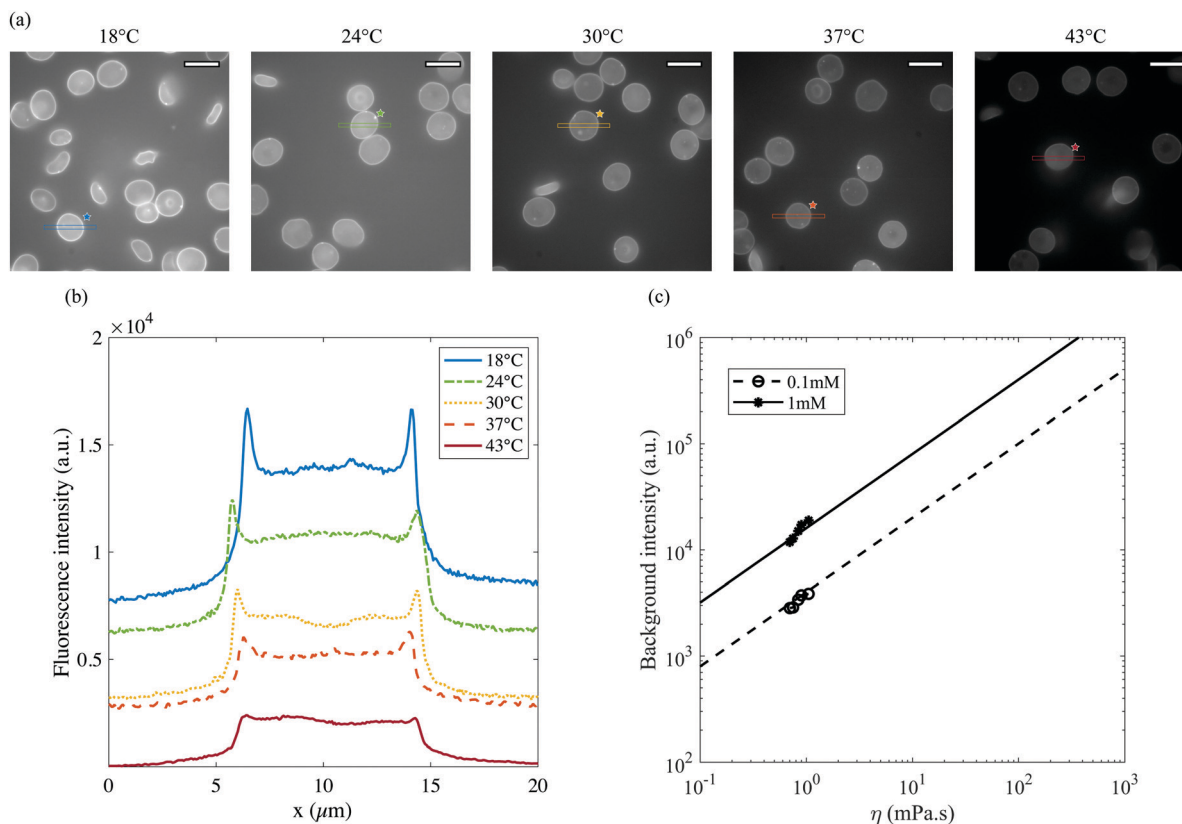 (a)
18°C 24°C 30°C 37°C 43°C
(b)
×10⁴
2
1.5
1
0.5
0 5 10 15 20
Fluorescence intensity (a.u.)
x (μm)
18°C
24°C
30°C
37°C
43°C
(c)
10⁶
10⁵
10⁴
10³
10²
10⁻¹ 10⁰ 10¹ 10² 10³
Background intensity (a.u.)
η (mPa.s)
0.1mM
1mM